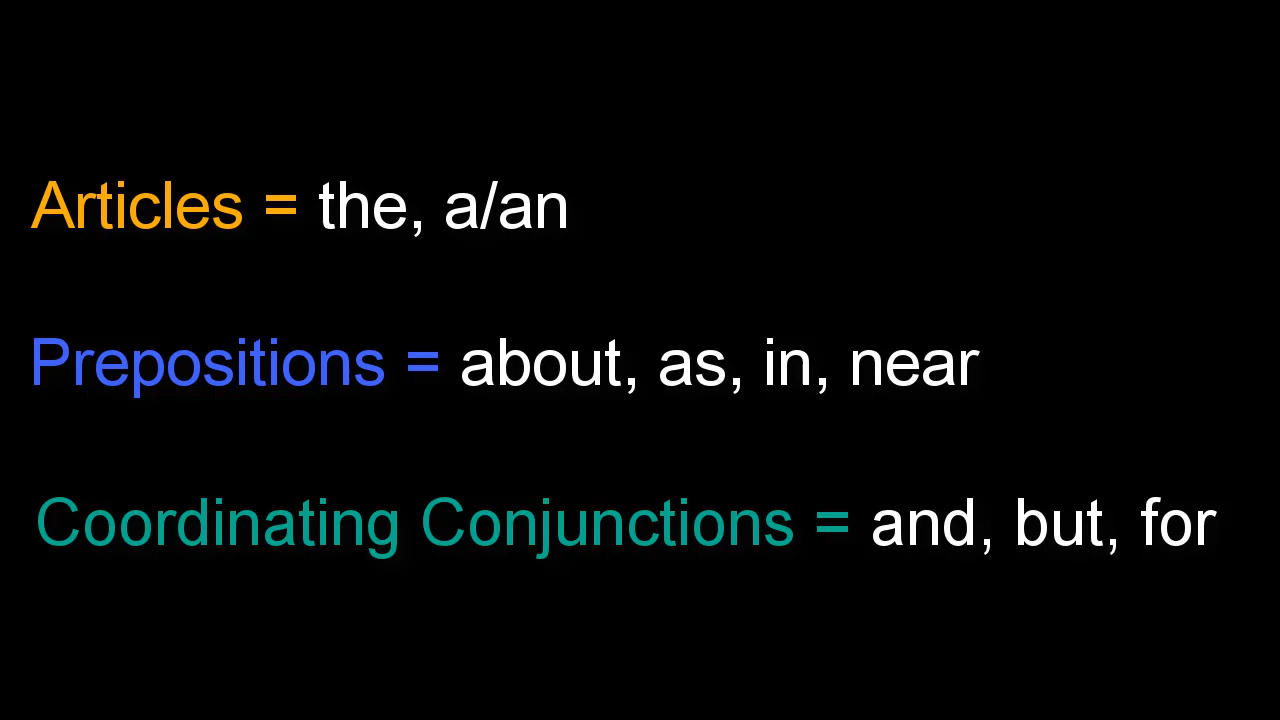 Articles = the, a/an
Prepositions = about, as, in, near
Coordinating Conjunctions = and, but, for